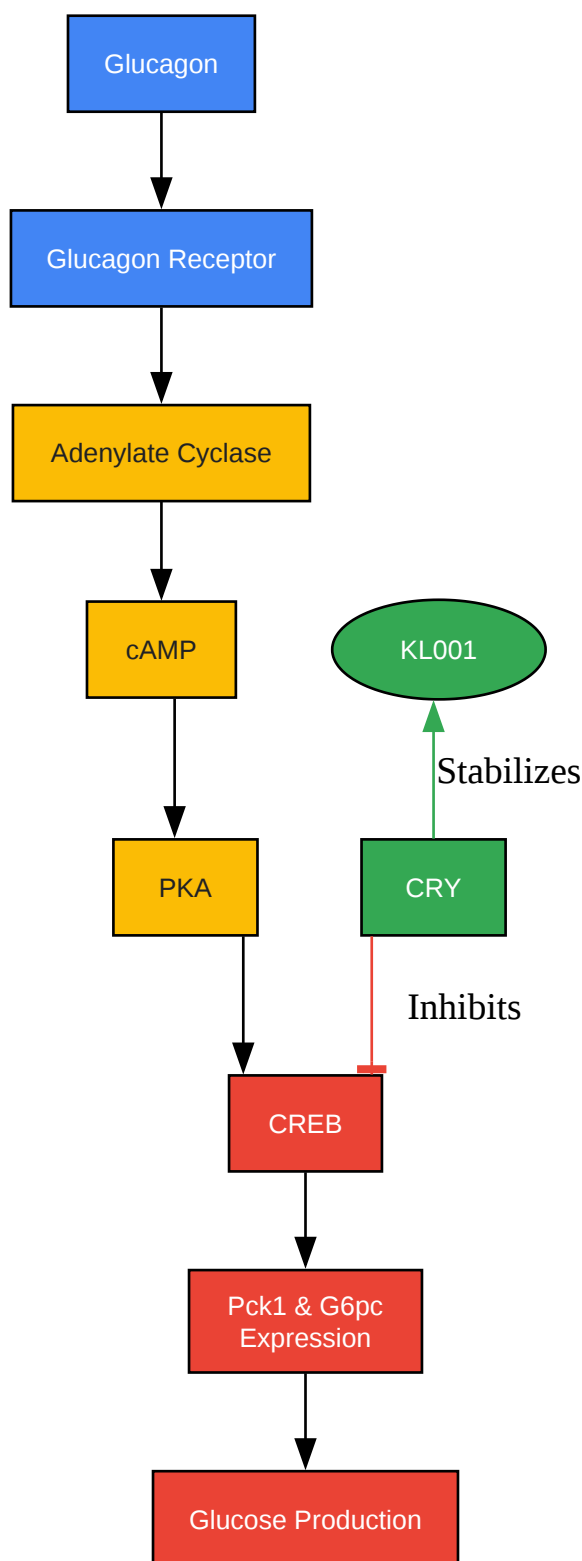 Glucagon
Glucagon Receptor
Adenylate Cyclase
cAMP
KL001
Stabilizes
PKA
CRY
Inhibits
CREB
Pck1 & G6pc
Expression
Glucose Production